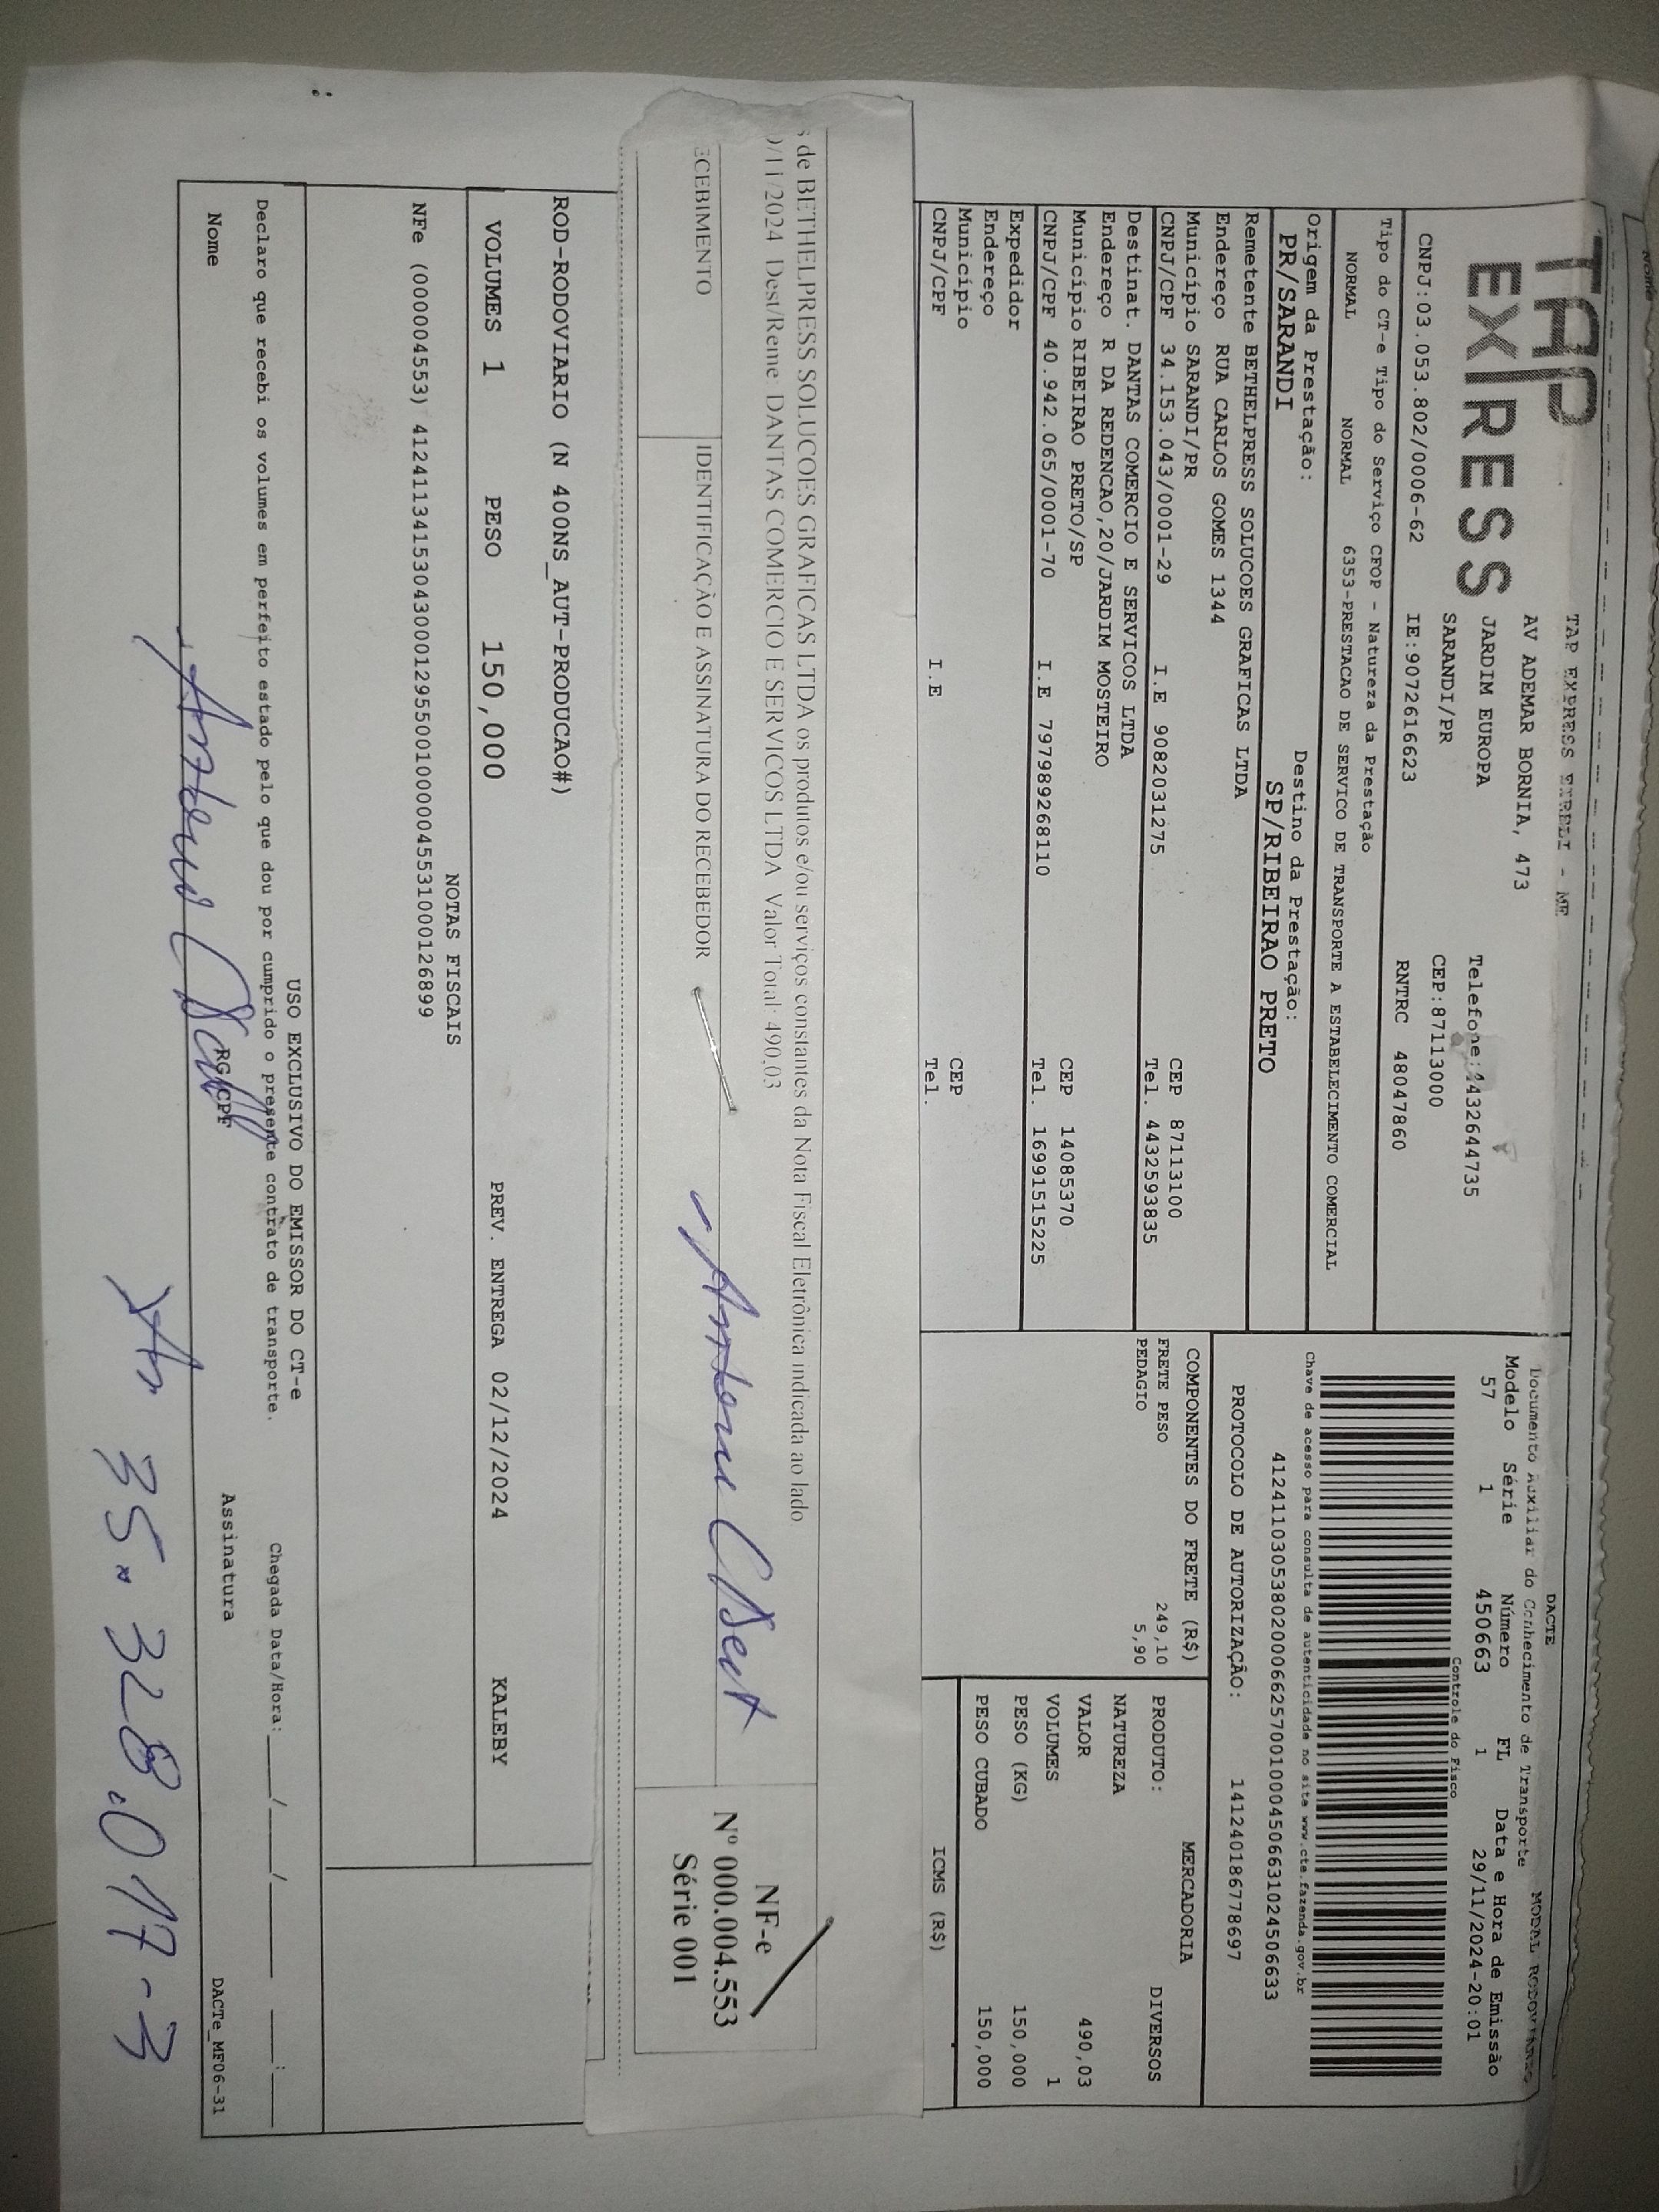 TAP
EXPRESS
TAP EXPRESS EIRELI - ME
AV ADEMAR BORNIA, 473
JARDIM EUROPA
Telefone:4432644735
SARANDI/PR
CEP:87113000
CNPJ:03.053.802/0006-62
IE:9072616623
RNTRC 48047860
Tipo do CT-e Tipo do Serviço CFOP - Natureza da Prestação
NORMAL NORMAL 6353-PRESTACAO DE SERVICO DE TRANSPORTE A ESTABELECIMENTO COMERCIAL
Origem da Prestação:
PR/SARANDI
Destino da Prestação:
SP/RIBEIRAO PRETO
DACTE
Documento Auxiliar do Conhecimento de Transporte
MODAL RODOVIARIO
Modelo Série Número FL Data e Hora de Emissão
57 1 450663 1 29/11/2024-20:01
Controle do Fisco
Chave de acesso para consulta de autenticidade no site www.cte.fazenda.gov.br
41241103053802000662570010004506631024506633
PROTOCOLO DE AUTORIZAÇÃO: 141240186778697
Remetente BETHELPRESS SOLUCOES GRAFICAS LTDA
Endereço RUA CARLOS GOMES 1344
Município SARANDI/PR
CEP 87113100
CNPJ/CPF 34.153.043/0001-29
I.E 9082031275
Tel. 4432593835
Destinat. DANTAS COMERCIO E SERVICOS LTDA
Endereço R DA REDENCAO,20/JARDIM MOSTEIRO
Município RIBEIRAO PRETO/SP
CEP 14085370
CNPJ/CPF 40.942.065/0001-70
I.E 797989268110
Tel. 16991515225
Expedidor
Endereço
Município
CEP
CNPJ/CPF
I.E
Tel.
COMPONENTES DO FRETE (R$)
FRETE PESO 249,10
PEDAGIO 5,90
MERCADORIA
PRODUTO: DIVERSOS
NATUREZA
VALOR 490,03
VOLUMES 1
PESO (KG) 150,000
PESO CUBADO 150,000
ICMS (R$)
de BETHELPRESS SOLUCOES GRAFICAS LTDA os produtos e/ou serviços constantes da Nota Fiscal Eletrônica indicada ao lado
/11/2024 Dest/Reme: DANTAS COMERCIO E SERVICOS LTDA Valor Total: 490,03
ECEBIMENTO
IDENTIFICAÇÃO E ASSINATURA DO RECEBEDOR
NF-e
Nº 000.004.553
Série 001
ROD-RODOVIARIO (N 400NS_AUT-PRODUCAO#)
VOLUMES 1 PESO 150,000 PREV. ENTREGA 02/12/2024 KALEBY
NOTAS FISCAIS
NFe (000004553) 41241134153043000129550010000045531000126899
USO EXCLUSIVO DO EMISSOR DO CT-e
Declaro que recebi os volumes em perfeito estado pelo que dou por cumprido o presente contrato de transporte.
Chegada Data/Hora: ___/___/_____ ___:___
Nome
RG/CPF
Assinatura
DACTe_MF06-31
35.328.017-3